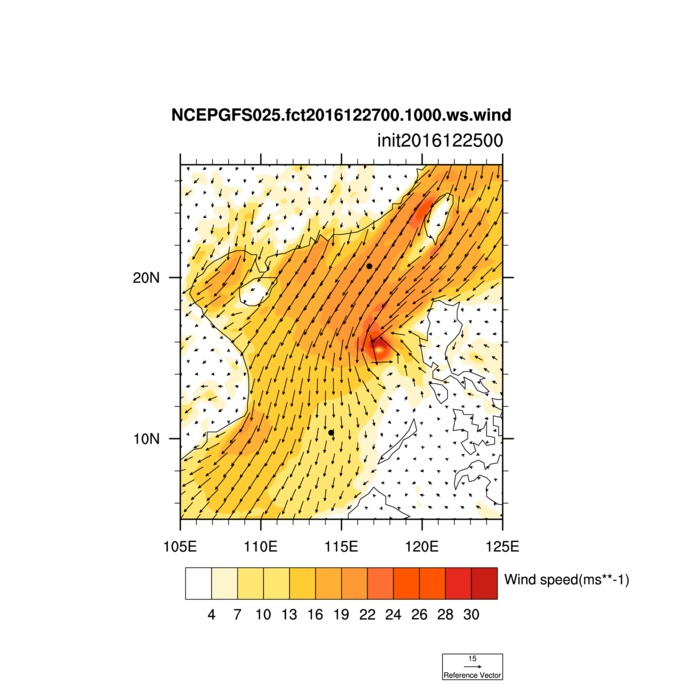 NCEPGFS025.fct2016122700.1000.ws.wind
init2016122500
20N
10N
105E 110E 115E 120E 125E
Wind speed(ms**-1)
4 7 10 13 16 19 22 24 26 28 30
15
Reference Vector